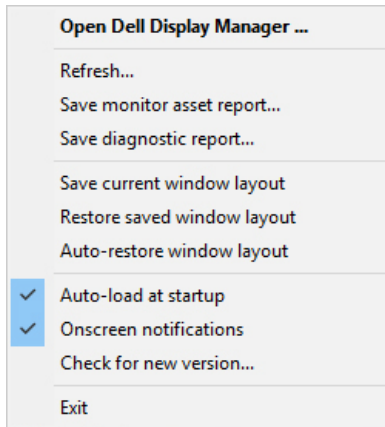 Open Dell Display Manager ...
Refresh...
Save monitor asset report...
Save diagnostic report...
Save current window layout
Restore saved window layout
Auto-restore window layout
Auto-load at startup
Onscreen notifications
Check for new version...
Exit